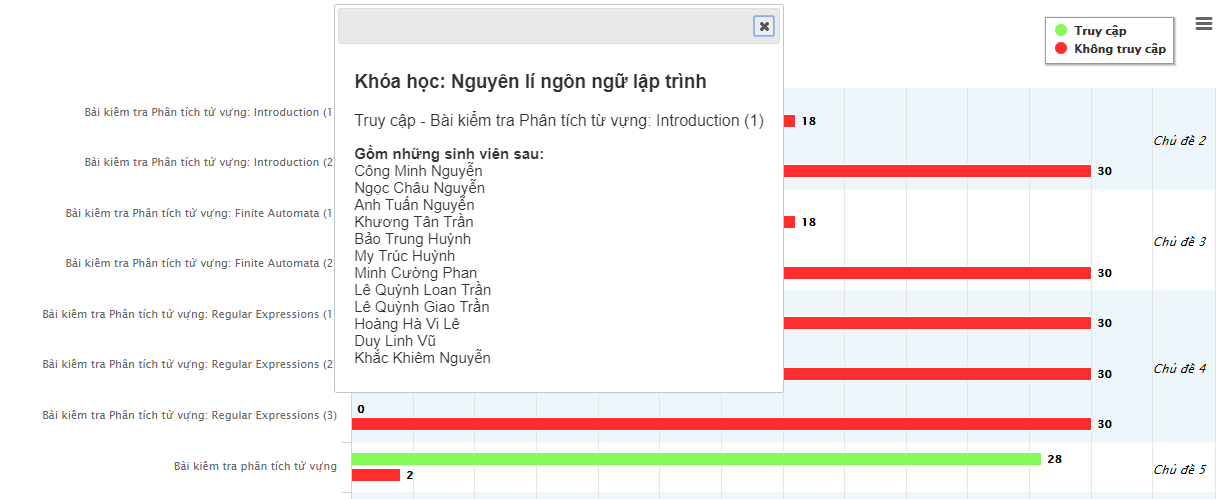 Truy cập
Không truy cập
Khóa học: Nguyên lí ngôn ngữ lập trình
Truy cập - Bài kiểm tra Phân tích từ vựng: Introduction (1)
Gồm những sinh viên sau:
Công Minh Nguyễn
Ngọc Châu Nguyễn
Anh Tuấn Nguyễn
Khương Tân Trần
Bảo Trung Huỳnh
My Trúc Huỳnh
Minh Cường Phan
Lê Quỳnh Loan Trần
Lê Quỳnh Giao Trần
Hoàng Hà Vi Lê
Duy Linh Vũ
Khắc Khiêm Nguyễn
Bài kiểm tra Phân tích từ vựng: Introduction (1
18
Bài kiểm tra Phân tích từ vựng: Introduction (2
30
Chủ đề 2
Bài kiểm tra Phân tích từ vựng: Finite Automata (1
18
Bài kiểm tra Phân tích từ vựng: Finite Automata (2
30
Chủ đề 3
Bài kiểm tra Phân tích từ vựng: Regular Expressions (1
30
Bài kiểm tra Phân tích từ vựng: Regular Expressions (2
30
Chủ đề 4
Bài kiểm tra Phân tích từ vựng: Regular Expressions (3)
0
30
Bài kiểm tra phân tích từ vựng
28
2
Chủ đề 5